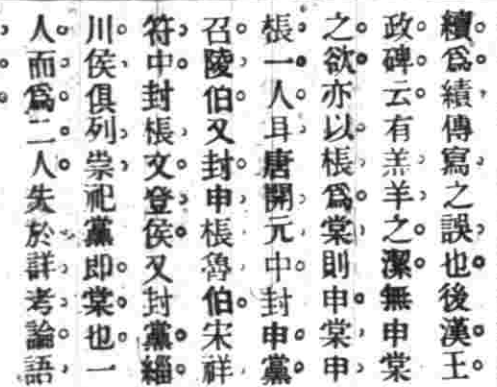 續爲績傳寫之誤也後漢王
政碑云有羔羊之潔無申棠
之欲亦以棖爲棠則申棠申
棖一人耳唐開元中封申黨
召陵伯又封申棖魯伯宋祥
符中封棖文登侯又封黨緇
川侯俱列崇祀黨即棠也一
人而爲二人失於詳考論語